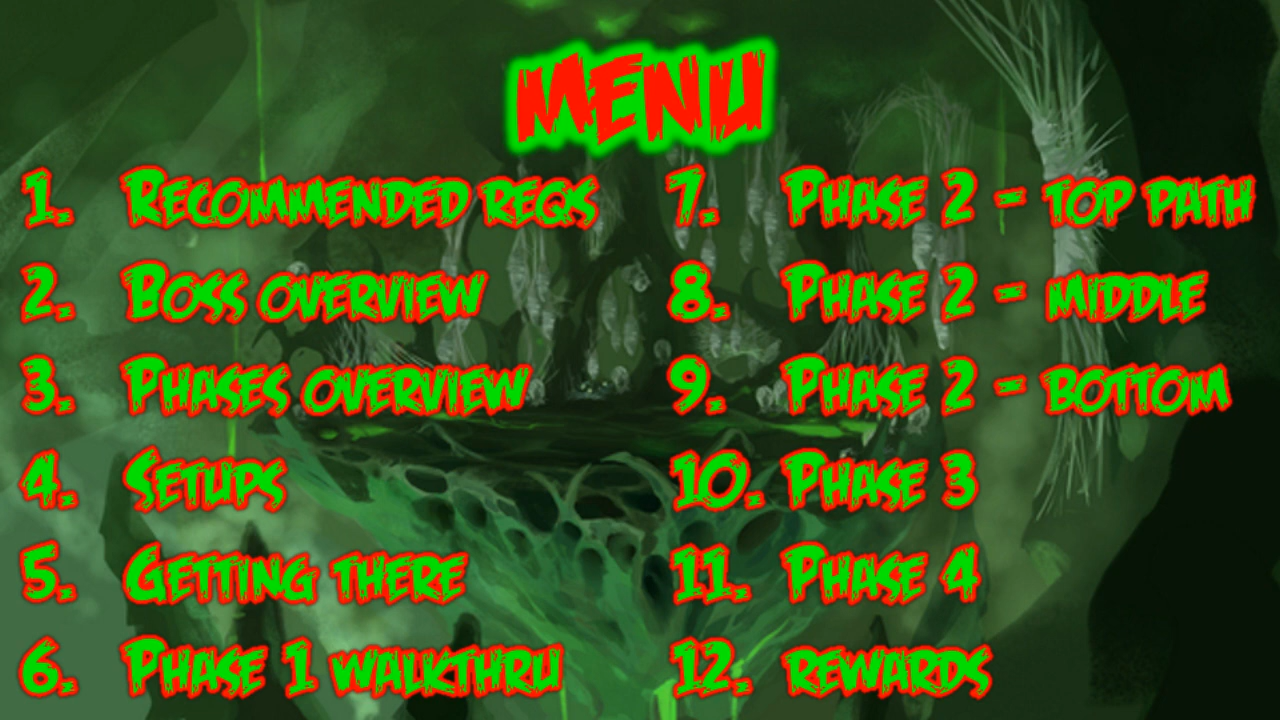 MENU
1. Recommended reqs
2. Boss overview
3. Phases overview
4. Setups
5. Getting there
6. Phase 1 walkthru
7. Phase 2 - top path
8. Phase 2 - middle
9. Phase 2 - bottom
10. Phase 3
11. Phase 4
12. rewards